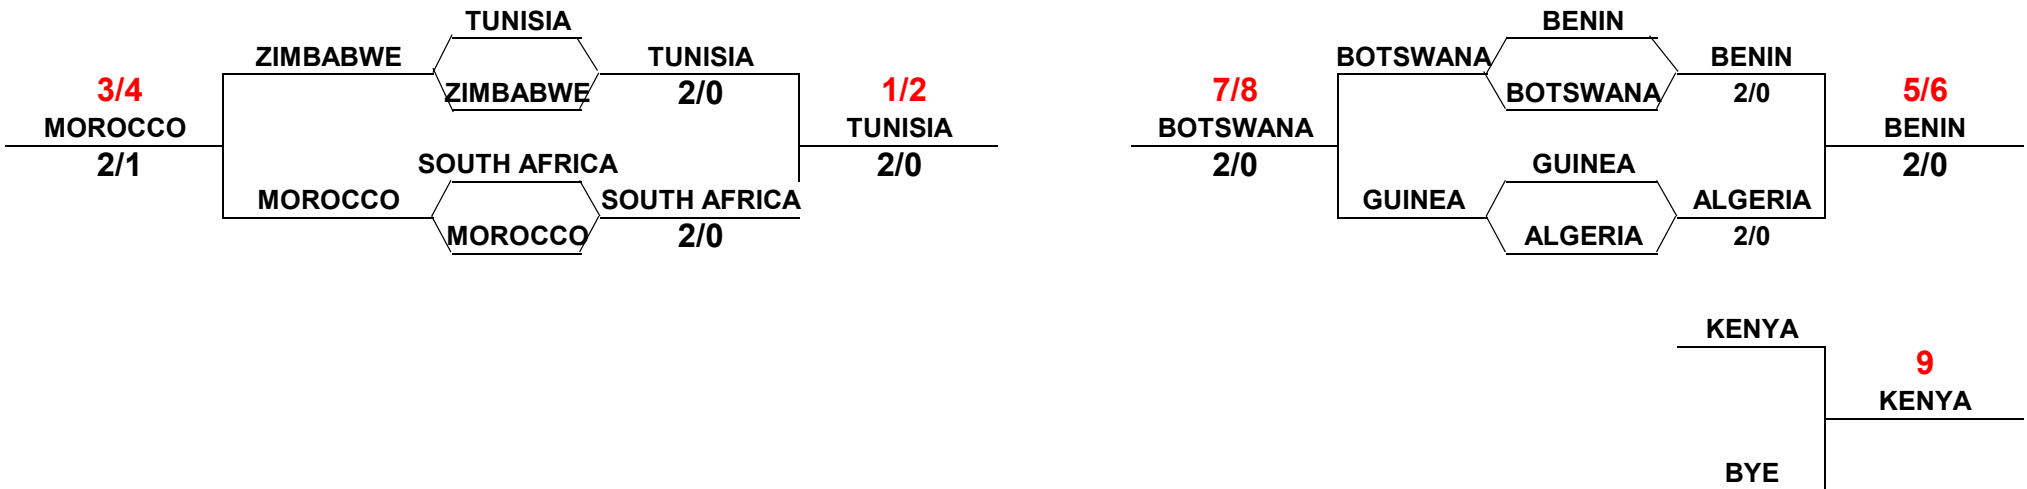 TUNISIA
ZIMBABWE
TUNISIA
3/4
ZIMBABWE
2/0
1/2
MOROCCO
TUNISIA
2/1
SOUTH AFRICA
2/0
MOROCCO
SOUTH AFRICA
MOROCCO
2/0
BENIN
BOTSWANA
BENIN
7/8
BOTSWANA
2/0
5/6
BOTSWANA
BENIN
2/0
GUINEA
2/0
GUINEA
ALGERIA
ALGERIA
2/0
KENYA
9
KENYA
BYE